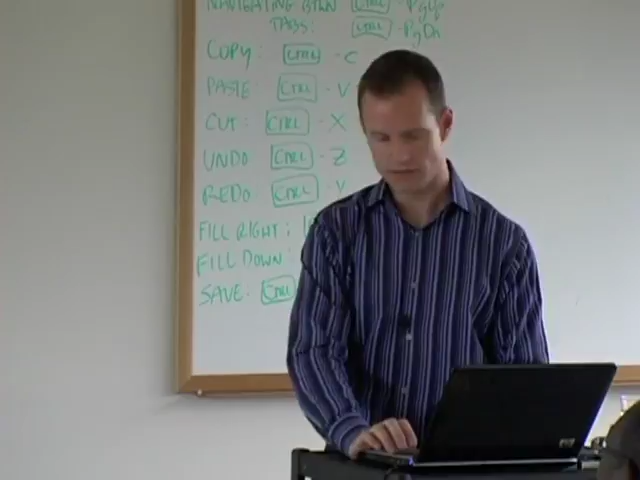 NAVIGATING BTWN CTRL - PgUp
TABS: CTRL - PgDn
COPY: CTRL - C
PASTE: CTRL - V
CUT: CTRL - X
UNDO CTRL - Z
REDO: CTRL - Y
FILL RIGHT:
FILL DOWN:
SAVE: CTRL
hp